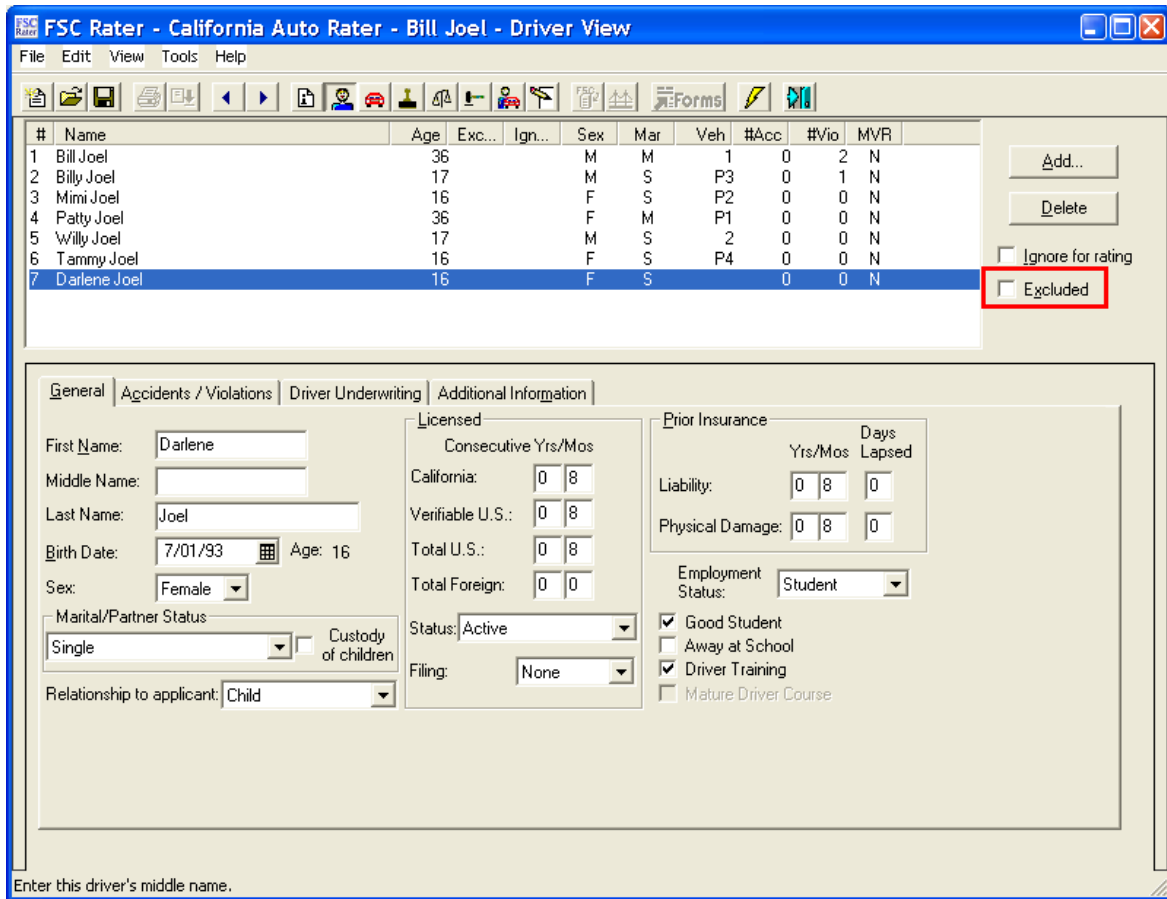 FSC Rater - California Auto Rater - Bill Joel - Driver View
File Edit View Tools Help
Forms
# Name Age Exc... Ign... Sex Mar Veh #Acc #Vio MVR
1 Bill Joel 36 M M 1 0 2 N
2 Billy Joel 17 M S P3 0 1 N
3 Mimi Joel 16 F S P2 0 0 N
4 Patty Joel 36 F M P1 0 0 N
5 Willy Joel 17 M S 2 0 0 N
6 Tammy Joel 16 F S P4 0 0 N
7 Darlene Joel 16 F S 0 0 N
Add...
Delete
Ignore for rating
Excluded
General Accidents / Violations Driver Underwriting Additional Information
First Name: Darlene
Middle Name:
Last Name: Joel
Birth Date: 7/01/93 Age: 16
Sex: Female
Marital/Partner Status
Single Custody of children
Relationship to applicant: Child
Licensed
Consecutive Yrs/Mos
California: 0 8
Verifiable U.S.: 0 8
Total U.S.: 0 8
Total Foreign: 0 0
Status: Active
Filing: None
Prior Insurance
Yrs/Mos Days Lapsed
Liability: 0 8 0
Physical Damage: 0 8 0
Employment Status: Student
Good Student
Away at School
Driver Training
Mature Driver Course
Enter this driver's middle name.